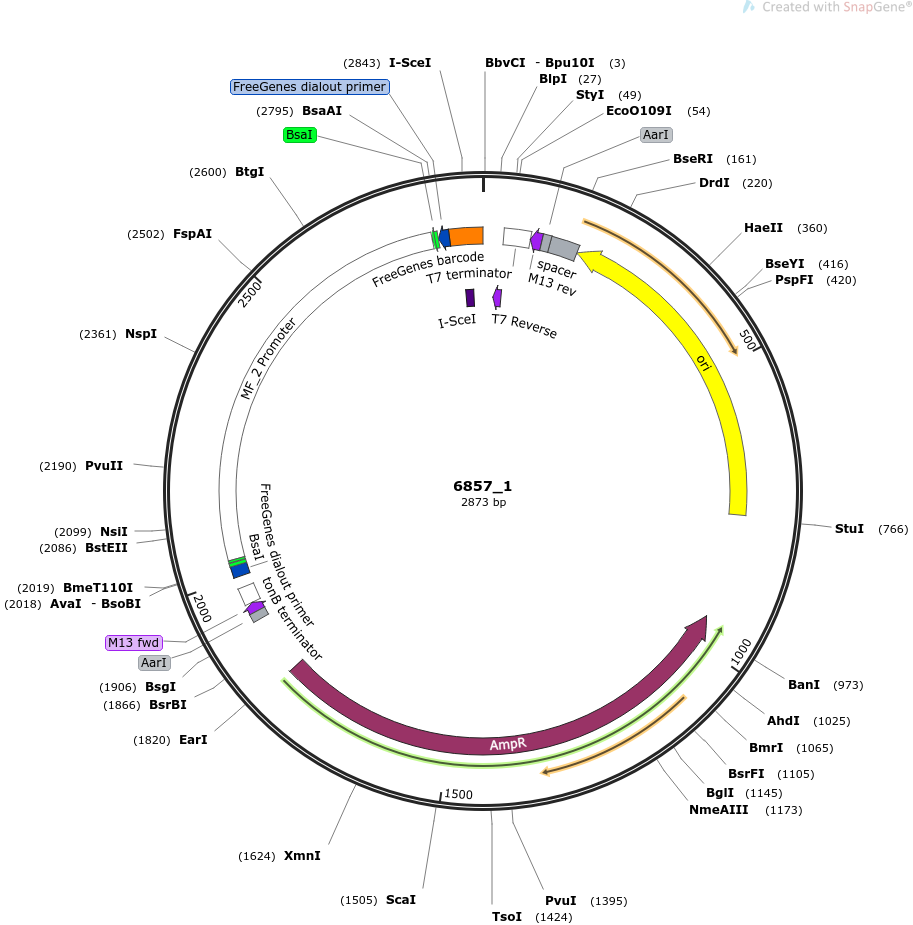 Created with SnapGene®
(2843) I-SceI
BbvCI - Bpu10I (3)
BlpI (27)
FreeGenes dialout primer
StyI (49)
(2795) BsaAI
EcoO109I (54)
BsaI
AarI
BseRI (161)
(2600) BtgI
DrdI (220)
(2502) FspAI
HaeII (360)
FreeGenes barcode
T7 terminator
spacer
M13 rev
BseYI (416)
PspFI (420)
2500
I-SceI
T7 Reverse
(2361) NspI
500
MF_2 Promoter
ori
(2190) PvuII
6857_1
2873 bp
StuI (766)
(2099) NsiI
(2086) BstEII
FreeGenes dialout primer
BsaI
(2019) BmeT110I
(2018) AvaI - BsoBI
2000
tonB terminator
M13 fwd
AarI
1000
(1906) BsgI
BanI (973)
(1866) BsrBI
AhdI (1025)
(1820) EarI
AmpR
BmrI (1065)
BsrFI (1105)
BglI (1145)
1500
NmeAIII (1173)
(1624) XmnI
(1505) ScaI
PvuI (1395)
TsoI (1424)